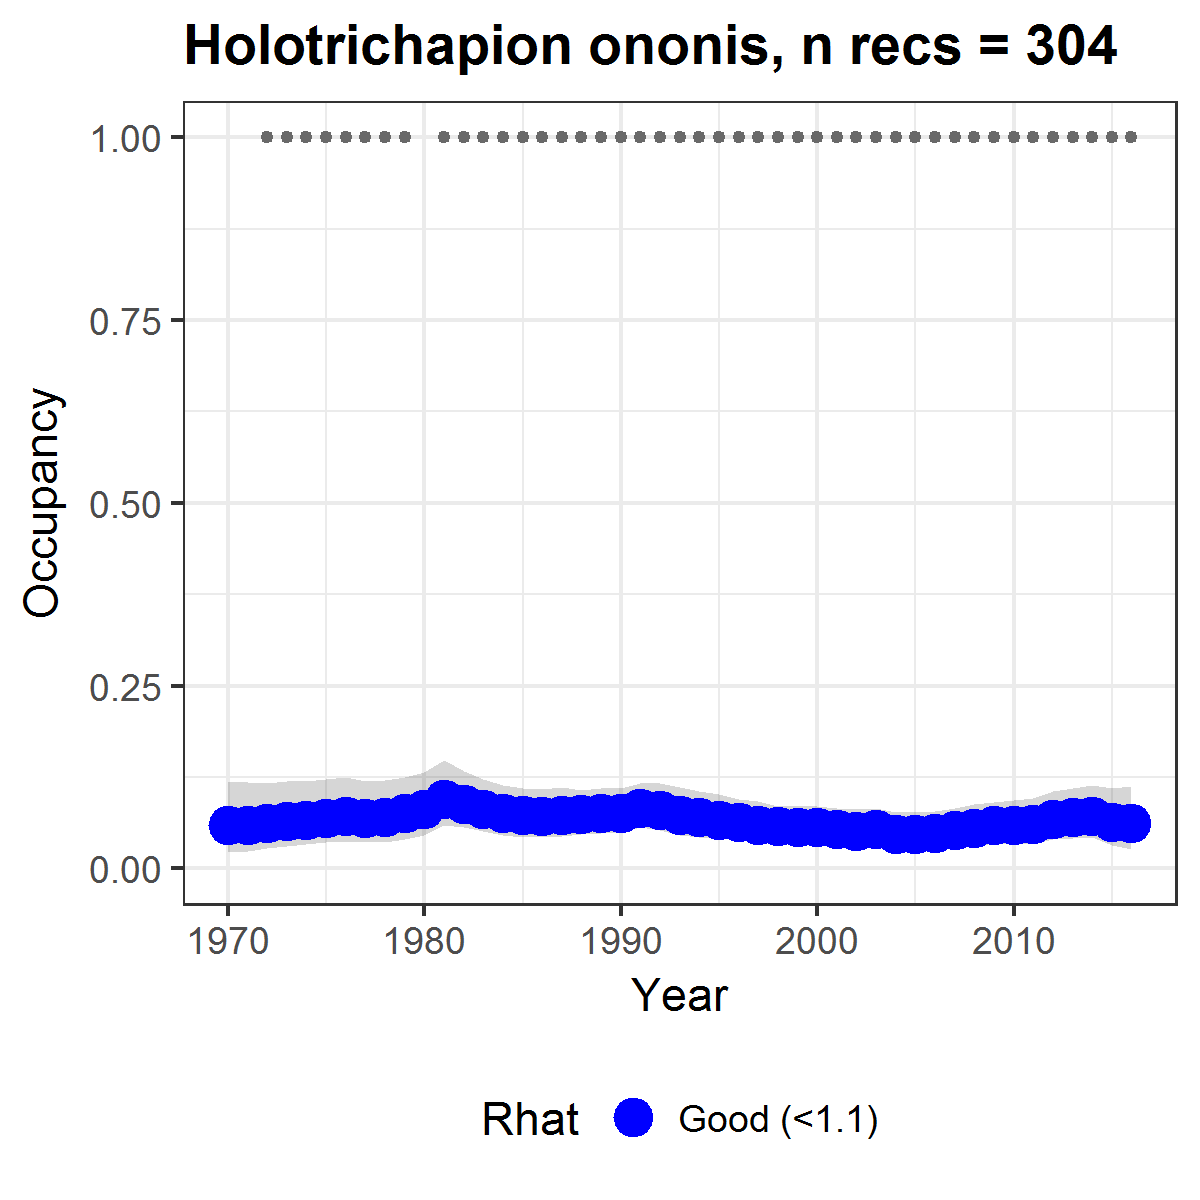 Holotrichapion ononis, n recs = 304
1.00
0.75
0.50
0.25
0.00
Occupancy
1970 1980 1990 2000 2010
Year
Rhat Good (<1.1)